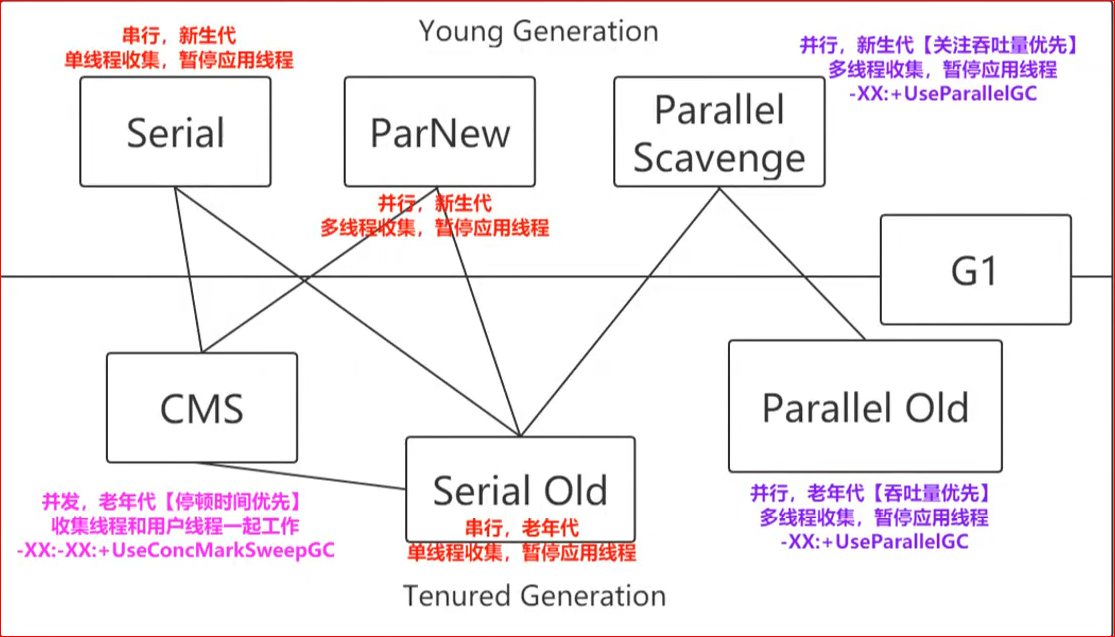 Young Generation
串行，新生代
单线程收集，暂停应用线程
Serial
ParNew
并行，新生代
多线程收集，暂停应用线程
Parallel
Scavenge
并行，新生代【关注吞吐量优先】
多线程收集，暂停应用线程
-XX:+UseParallelGC
G1
CMS
并发，老年代【停顿时间优先】
收集线程和用户线程一起工作
-XX:-XX:+UseConcMarkSweepGC
Serial Old
串行，老年代
单线程收集，暂停应用线程
Parallel Old
并行，老年代【吞吐量优先】
多线程收集，暂停应用线程
-XX:+UseParallelGC
Tenured Generation